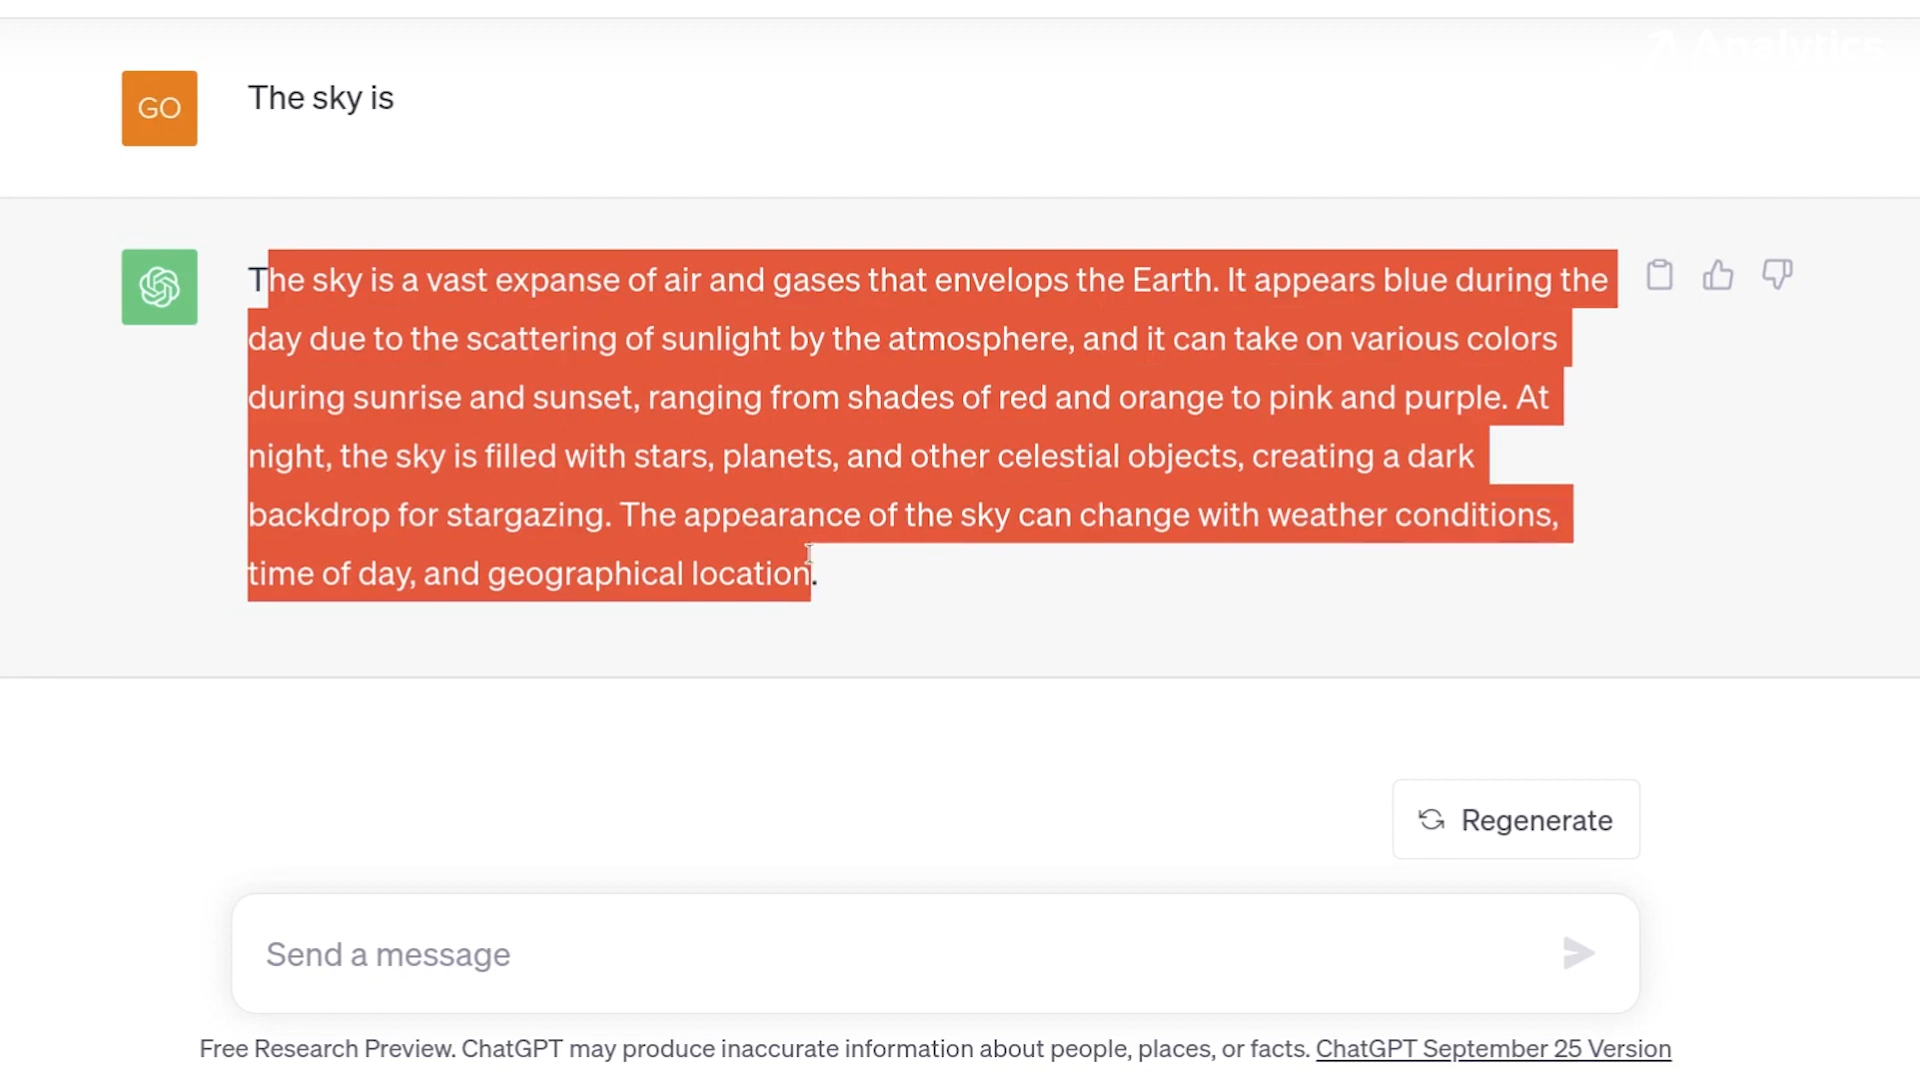 Analytics
GO
The sky is
The sky is a vast expanse of air and gases that envelops the Earth. It appears blue during the
day due to the scattering of sunlight by the atmosphere, and it can take on various colors
during sunrise and sunset, ranging from shades of red and orange to pink and purple. At
night, the sky is filled with stars, planets, and other celestial objects, creating a dark
backdrop for stargazing. The appearance of the sky can change with weather conditions,
time of day, and geographical location.
Regenerate
Send a message
Free Research Preview. ChatGPT may produce inaccurate information about people, places, or facts. ChatGPT September 25 Version